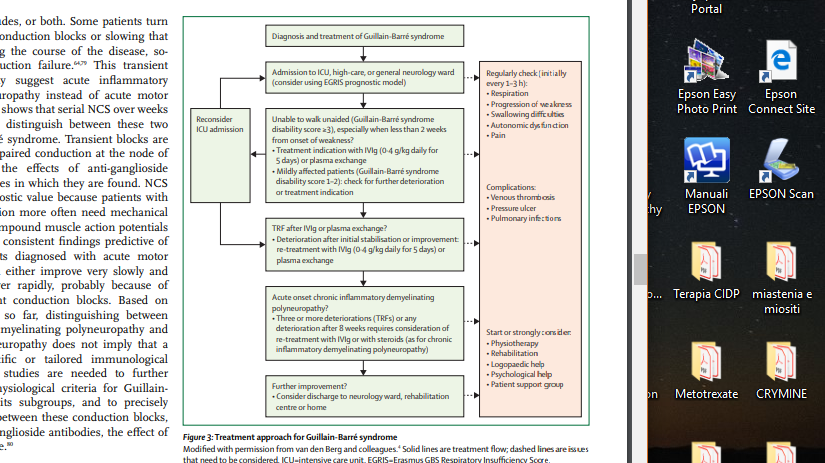 udes, or both. Some patients turn
conduction blocks or slowing that
g the course of the disease, so-
uction failure.⁶⁴,⁷⁹ This transient
y suggest acute inflammatory
uropathy instead of acute motor
shows that serial NCS over weeks
distinguish between these two
é syndrome. Transient blocks are
paired conduction at the node of
the effects of anti-ganglioside
es in which they are found. NCS
ostic value because patients with
ion more often need mechanical
mpound muscle action potentials
consistent findings predictive of
ts diagnosed with acute motor
either improve very slowly and
er rapidly, probably because of
nt conduction blocks. Based on
so far, distinguishing between
myelinating polyneuropathy and
europathy does not imply that a
ific or tailored immunological
studies are needed to further
ysiological criteria for Guillain-
its subgroups, and to precisely
between these conduction blocks,
nglioside antibodies, the effect of
e.⁸⁰
Diagnosis and treatment of Guillain-Barré syndrome
Admission to ICU, high-care, or general neurology ward
(consider using EGRIS prognostic model)
Reconsider
ICU admission
Unable to walk unaided (Guillain-Barré syndrome
disability score ≥3), especially when less than 2 weeks
from onset of weakness?
• Treatment indication with IVIg (0·4 g/kg daily for
5 days) or plasma exchange
• Mildly affected patients (Guillain-Barré syndrome
disability score 1–2): check for further deterioration
or treatment indication
TRF after IVIg or plasma exchange?
• Deterioration after initial stabilisation or improvement:
re-treatment with IVIg (0·4 g/kg daily for 5 days) or
plasma exchange
Acute onset chronic inflammatory demyelinating
polyneuropathy?
• Three or more deteriorations (TRFs) or any
deterioration after 8 weeks requires consideration of
re-treatment with IVIg or with steroids (as for chronic
inflammatory demyelinating polyneuropathy)
Further improvement?
• Consider discharge to neurology ward, rehabilitation
centre or home
Regularly check (initially
every 1–3 h):
• Respiration
• Progression of weakness
• Swallowing difficulties
• Autonomic dysfunction
• Pain
Complications:
• Venous thrombosis
• Pressure ulcer
• Pulmonary infections
Start or strongly consider:
• Physiotherapy
• Rehabilitation
• Logopaedic help
• Psychological help
• Patient support group
Figure 3: Treatment approach for Guillain-Barré syndrome
Modified with permission from van den Berg and colleagues.⁴ Solid lines are treatment flow; dashed lines are issues
that need to be considered. ICU=intensive care unit. EGRIS=Erasmus GBS Respiratory Insufficiency Score.
Portal
Epson Easy
Photo Print
Epson
Connect Site
y
hy
Manuali
EPSON
EPSON Scan
o...
Terapia CIDP
miastenia e
miositi
on
Metotrexate
CRYMINE